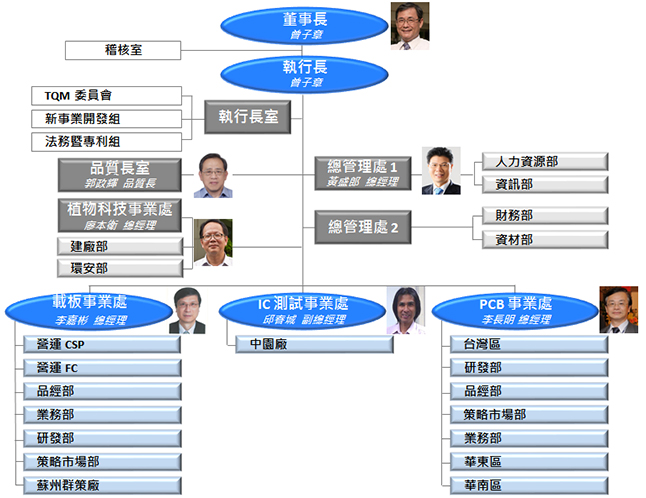 董事長
曾子章
稽核室
執行長
曾子章
TQM 委員會
新事業開發組
法務暨專利組
執行長室
品質長室
郭政輝 品質長
總管理處 1
黃盛郎 總經理
人力資源部
資訊部
植物科技事業處
廖本衛 總經理
建廠部
環安部
總管理處 2
財務部
資材部
載板事業處
李嘉彬 總經理
營運 CSP
營運 FC
品經部
業務部
研發部
策略市場部
蘇州群策廠
IC 測試事業處
邱春城 副總經理
中園廠
PCB 事業處
李長明 總經理
台灣區
研發部
品經部
策略市場部
業務部
華東區
華南區